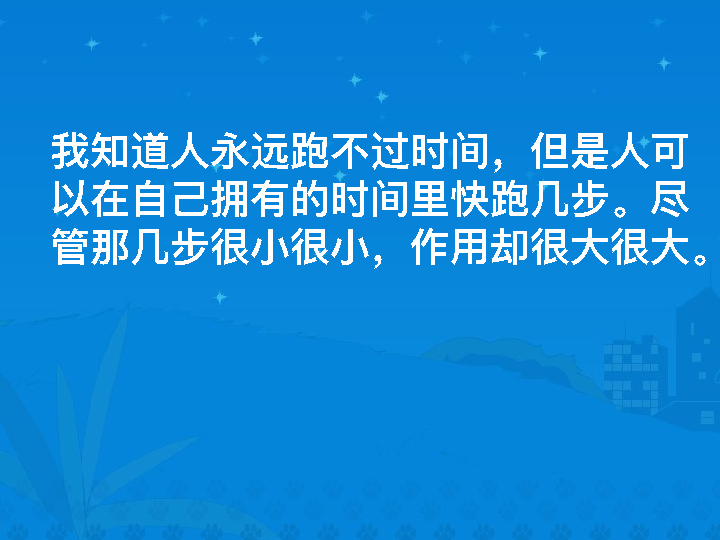 我知道人永远跑不过时间，但是人可
以在自己拥有的时间里快跑几步。尽
管那几步很小很小，作用却很大很大。